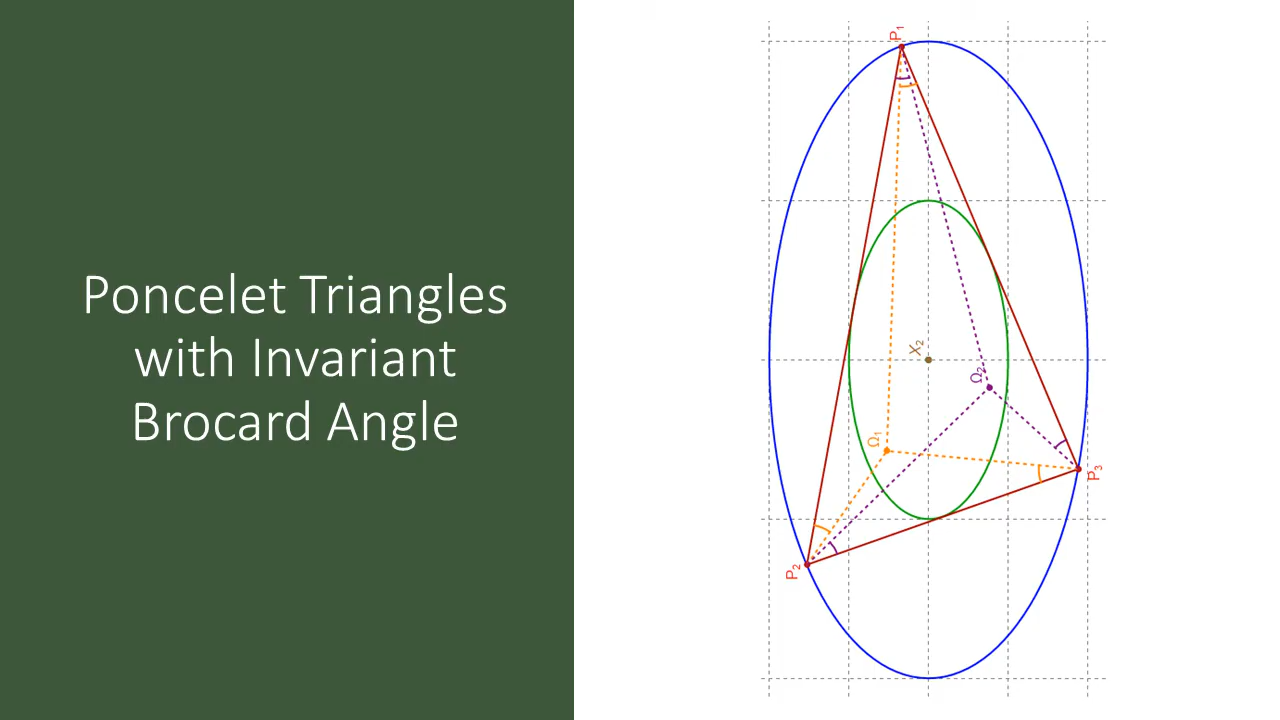 Poncelet Triangles
with Invariant
Brocard Angle
P₁
X₂
Ω₂
Ω₁
P₃
P₂